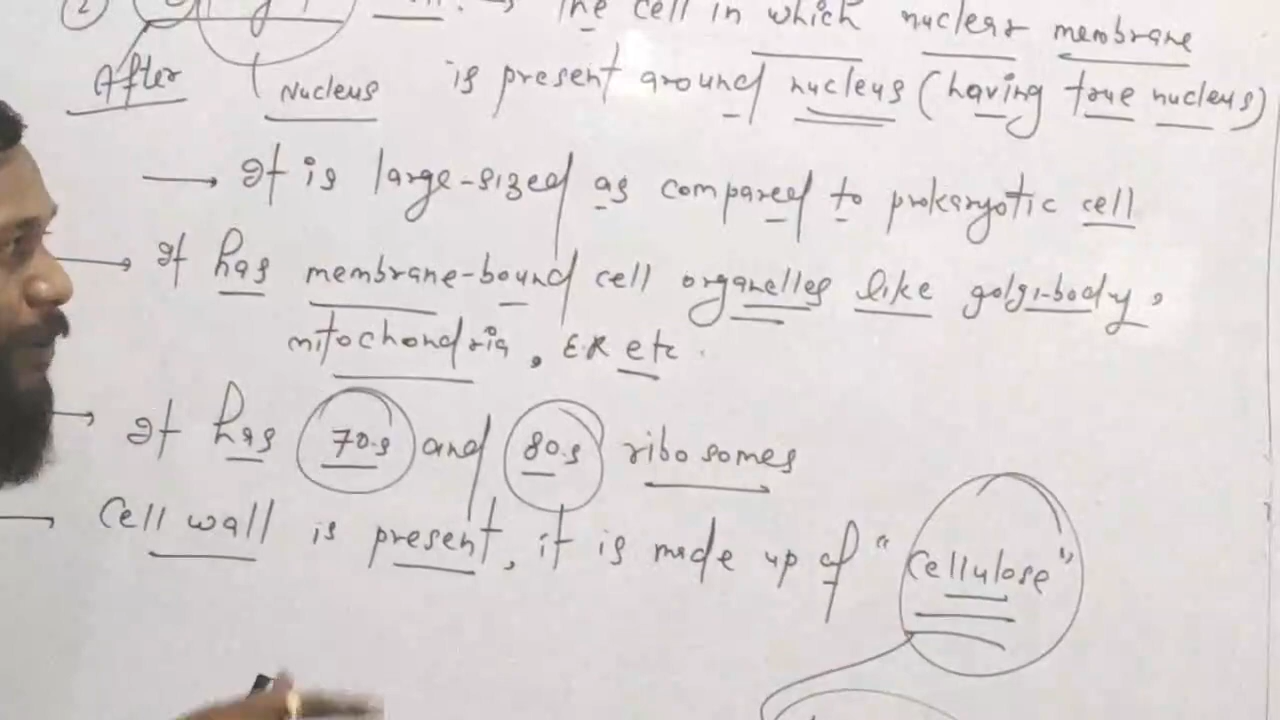 ② The cell in which nuclear membrane
After Nucleus is present around nucleus (having true nucleus)
→ It is large-sized as compared to prokaryotic cell
→ It has membrane-bound cell organelles like golgi-body,
mitochondria, E.R etc.
→ It has 70s and 80s ribosomes
→ Cell wall is present, it is made up of "Cellulose"